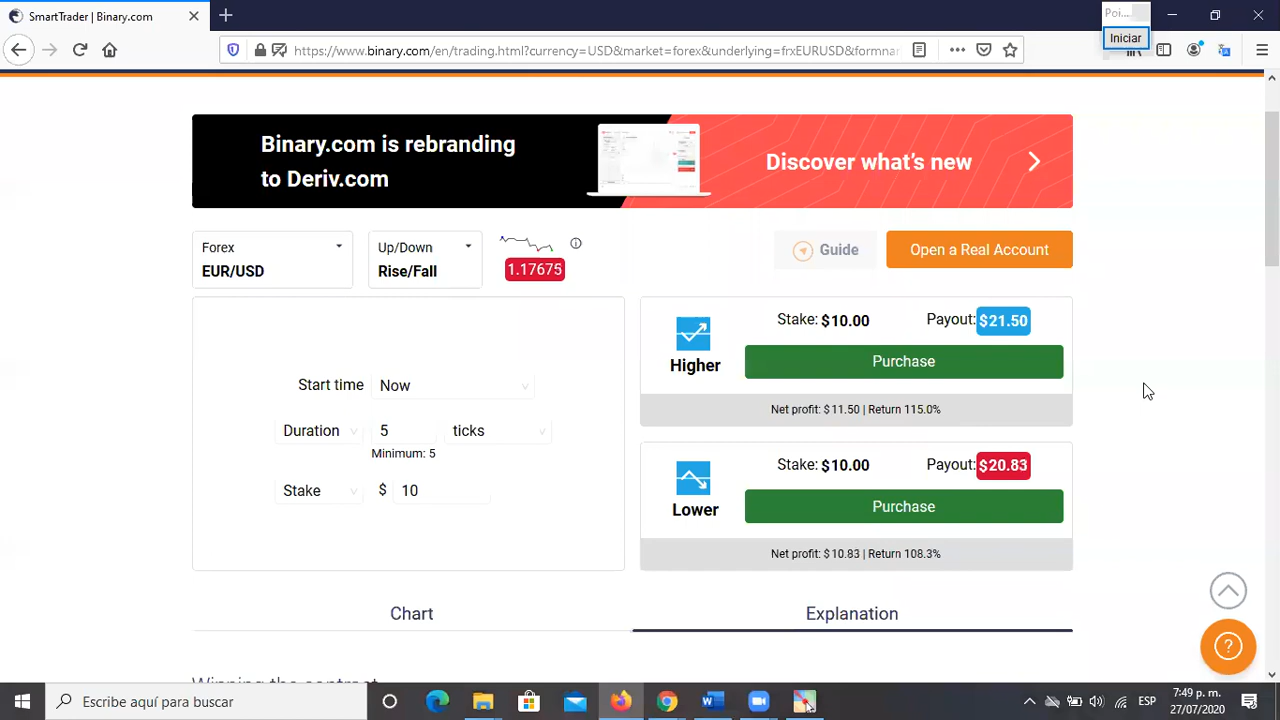 SmartTrader | Binary.com
Poi...
Iniciar
https://www.binary.com/en/trading.html?currency=USD&market=forex&underlying=frxEURUSD&formnar
Binary.com is rebranding
to Deriv.com
Discover what's new
Forex
EUR/USD
Up/Down
Rise/Fall
1.17675
Guide
Open a Real Account
Start time Now
Duration 5 ticks
Minimum: 5
Stake $ 10
Higher
Stake: $10.00 Payout: $21.50
Purchase
Net profit: $11.50 | Return 115.0%
Lower
Stake: $10.00 Payout: $20.83
Purchase
Net profit: $10.83 | Return 108.3%
Chart
Explanation
Winning the contract
Escribe aquí para buscar
ESP
7:49 p. m.
27/07/2020